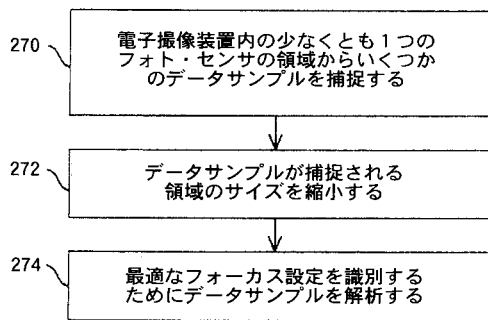 270
電子撮像装置内の少なくとも１つの
フォト・センサの領域からいくつか
のデータサンプルを捕捉する
272
データサンプルが捕捉される
領域のサイズを縮小する
274
最適なフォーカス設定を識別する
ためにデータサンプルを解析する